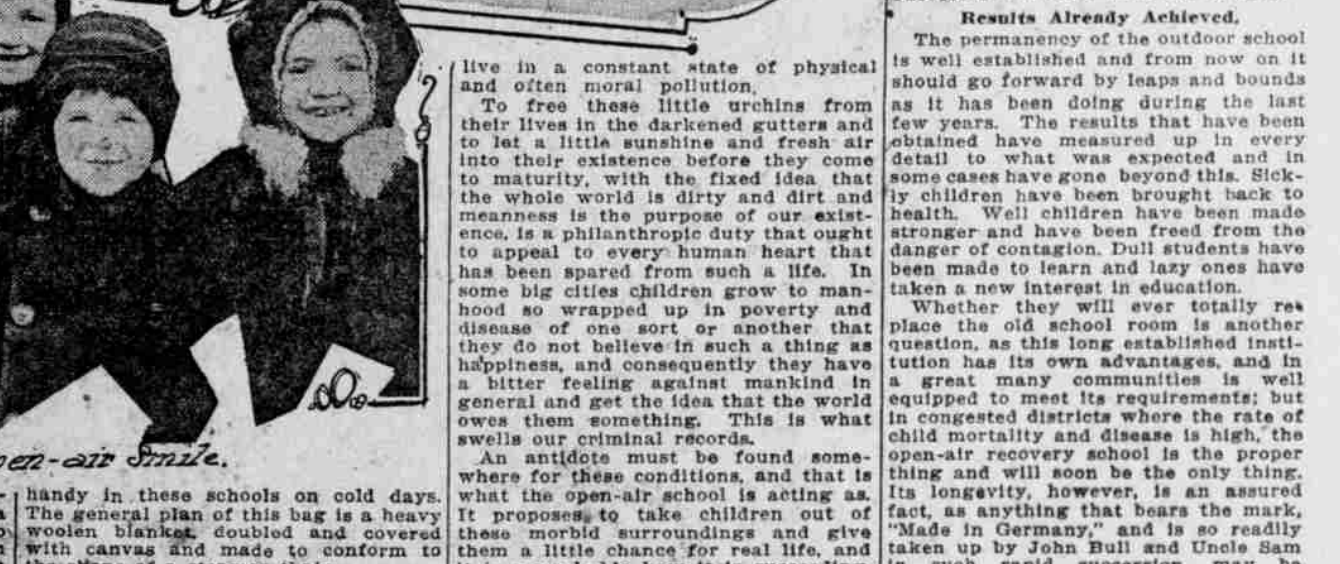 en-air Smile.
handy in these schools on cold days.
The general plan of this bag is a heavy
woolen blanket, doubled and covered
with canvas and made to conform to
live in a constant state of physical
and often moral pollution.
To free these little urchins from
their lives in the darkened gutters and
to let a little sunshine and fresh air
into their existence before they come
to maturity, with the fixed idea that
the whole world is dirty and dirt and
meanness is the purpose of our exist-
ence, is a philanthropic duty that ought
to appeal to every human heart that
has been spared from such a life. In
some big cities children grow to man-
hood so wrapped up in poverty and
disease of one sort or another that
they do not believe in such a thing as
happiness, and consequently they have
a bitter feeling against mankind in
general and get the idea that the world
owes them something. This is what
swells our criminal records.
An antidote must be found some-
where for these conditions, and that is
what the open-air school is acting as.
It proposes to take children out of
these morbid surroundings and give
them a little chance for real life, and
Results Already Achieved.
The permanency of the outdoor school
is well established and from now on it
should go forward by leaps and bounds
as it has been doing during the last
few years. The results that have been
obtained have measured up in every
detail to what was expected and in
some cases have gone beyond this. Sick-
ly children have been brought back to
health. Well children have been made
stronger and have been freed from the
danger of contagion. Dull students have
been made to learn and lazy ones have
taken a new interest in education.
Whether they will ever totally re-
place the old school room is another
question, as this long established insti-
tution has its own advantages, and in
a great many communities is well
equipped to meet its requirements; but
in congested districts where the rate of
child mortality and disease is high, the
open-air recovery school is the proper
thing and will soon be the only thing.
Its longevity, however, is an assured
fact, as anything that bears the mark,
"Made in Germany," and is so readily
taken up by John Bull and Uncle Sam
in such rapid succession may be